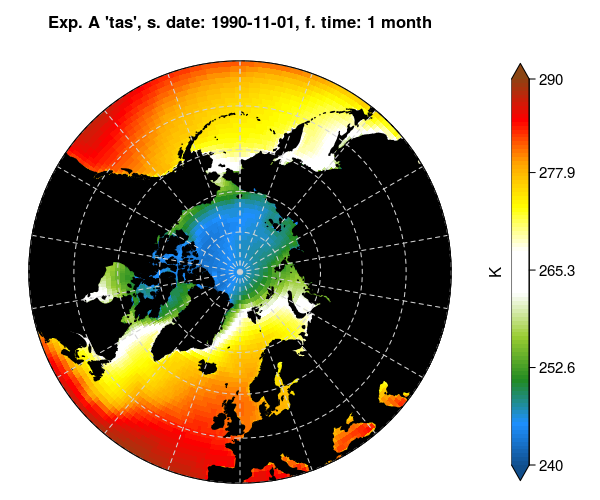 Exp. A 'tas', s. date: 1990-11-01, f. time: 1 month
290
277.9
K
265.3
252.6
240